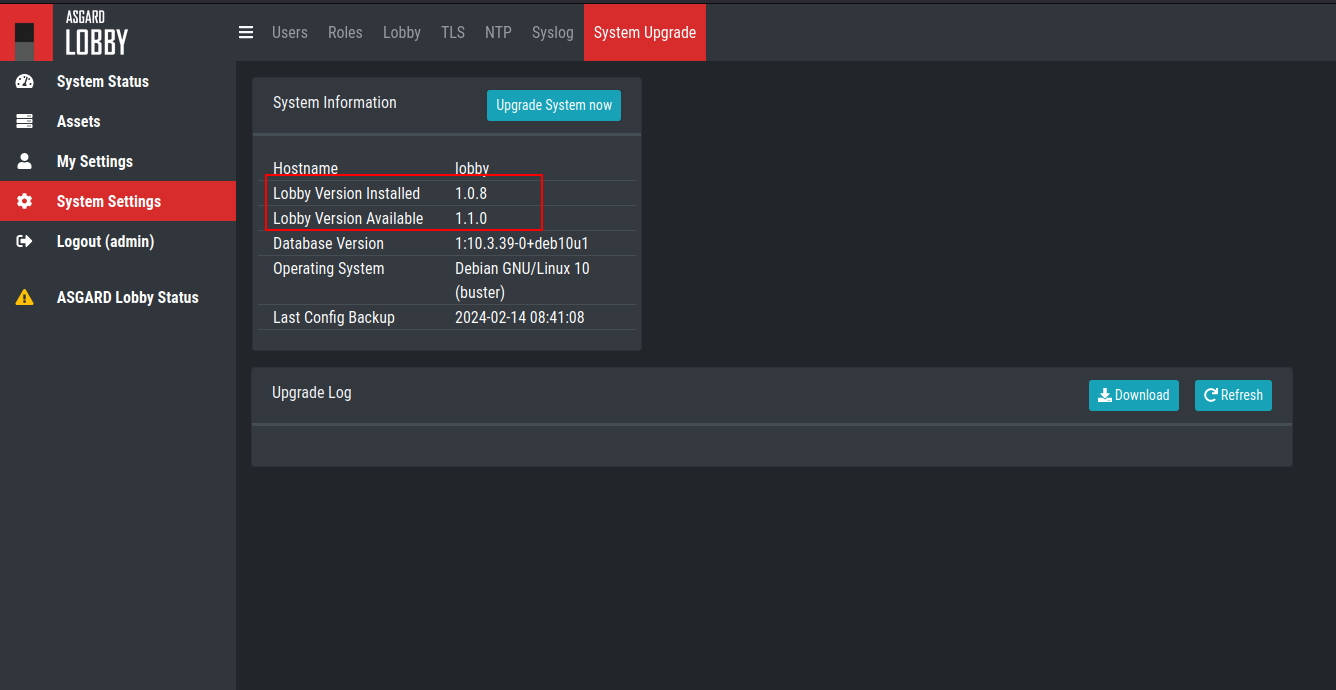 ASGARD
LOBBY
Users Roles Lobby TLS NTP Syslog System Upgrade
System Status
Assets
My Settings
System Settings
Logout (admin)
ASGARD Lobby Status
System Information Upgrade System now
Hostname lobby
Lobby Version Installed 1.0.8
Lobby Version Available 1.1.0
Database Version 1:10.3.39-0+deb10u1
Operating System Debian GNU/Linux 10
(buster)
Last Config Backup 2024-02-14 08:41:08
Upgrade Log Download Refresh